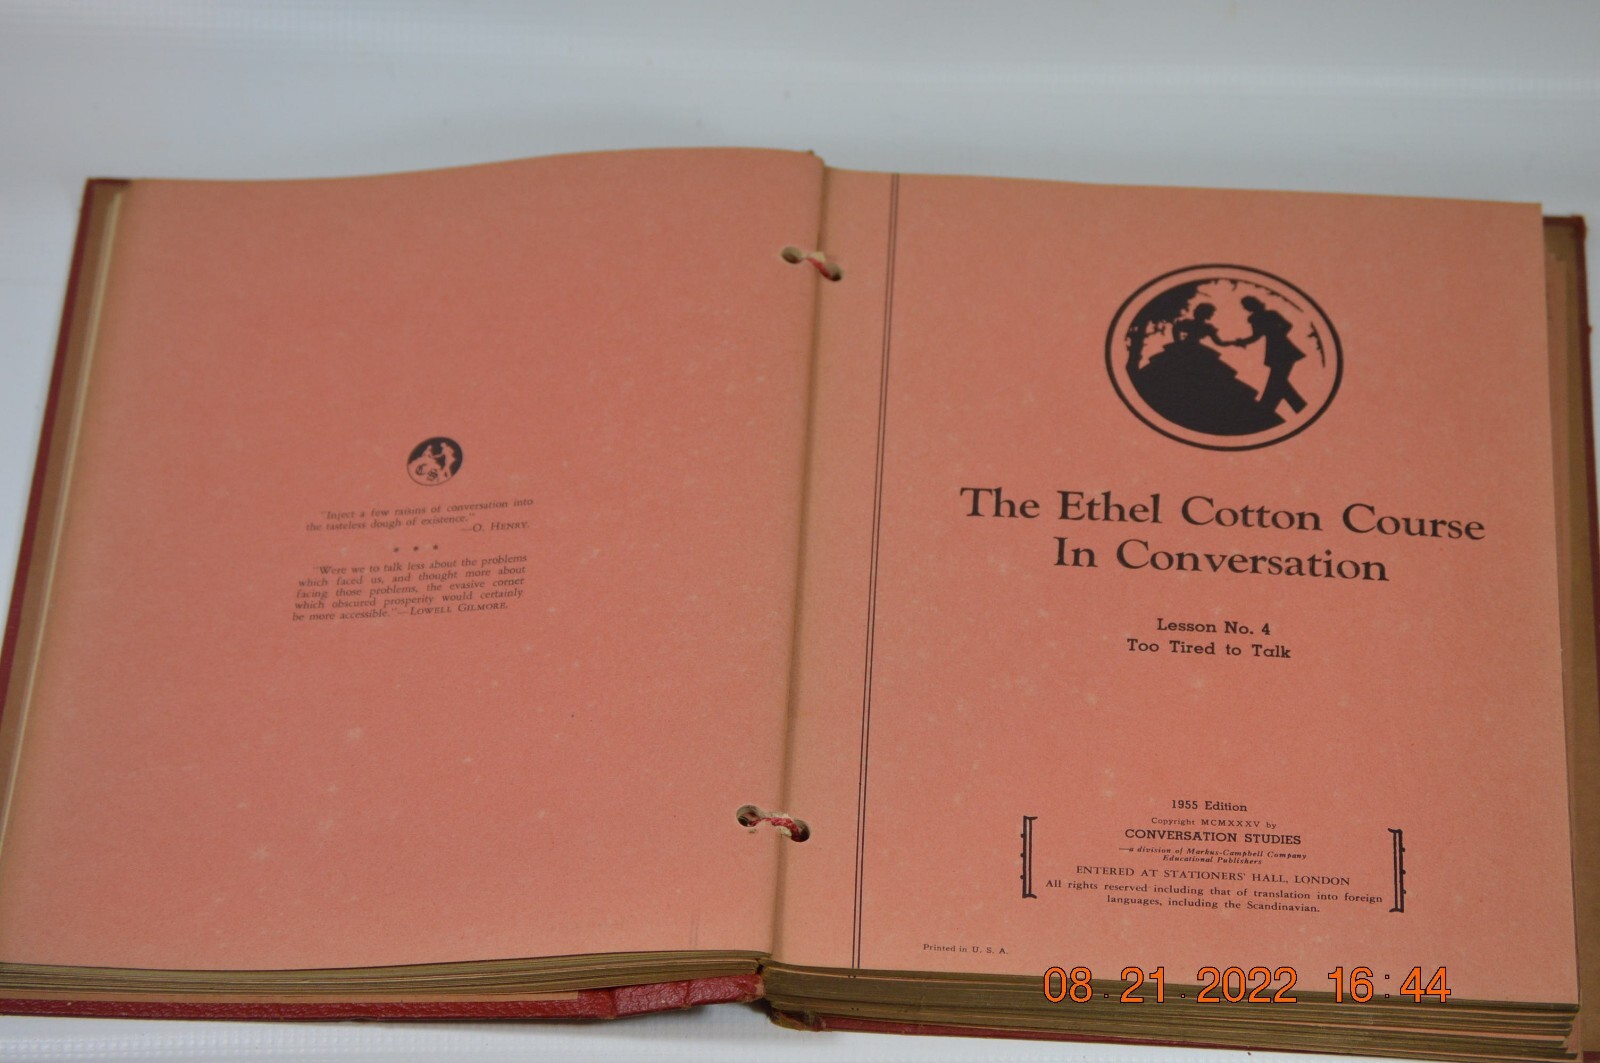 "Inject a few raisins of conversation into
the tasteless dough of existence."
—O. HENRY.
* * *
"Were we to talk less about the problems
which faced us, and thought more about
facing those problems, the evasive corner
which obscured prosperity would certainly
be more accessible."—LOWELL GILMORE.
The Ethel Cotton Course
In Conversation
Lesson No. 4
Too Tired to Talk
1955 Edition
Copyright MCMXXXV by
CONVERSATION STUDIES
—a division of Markus-Campbell Company
Educational Publishers
ENTERED AT STATIONERS' HALL, LONDON
All rights reserved including that of translation into foreign
languages, including the Scandinavian.
Printed in U. S. A.
08.21.2022 16:44